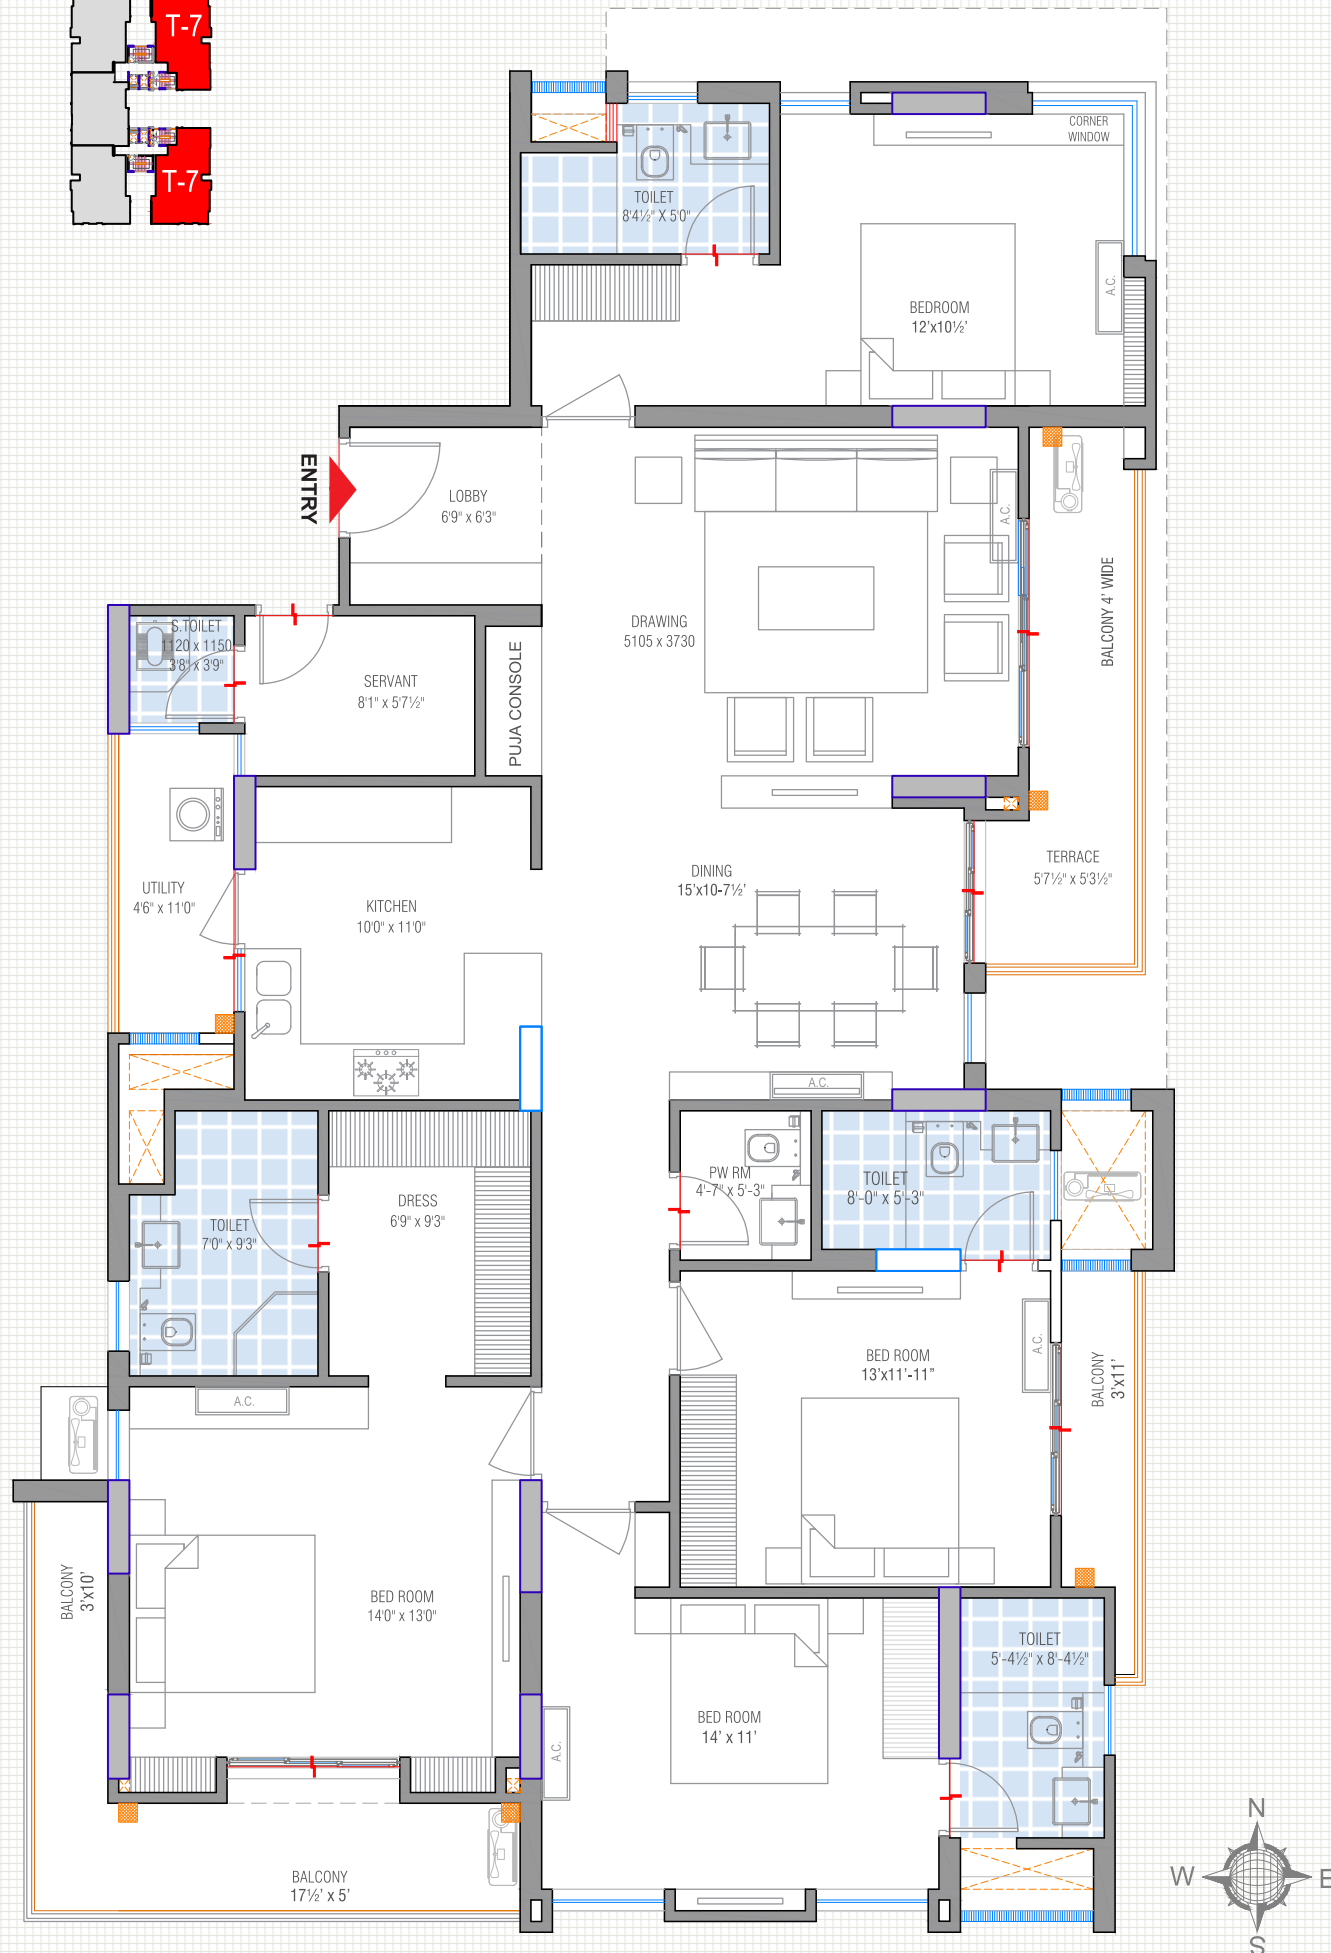 T-7
T-7
CORNER
WINDOW
TOILET
8'4½" X 5'0"
A.C.
BEDROOM
12'x10½'
ENTRY
LOBBY
6'9" x 6'3"
A.C.
BALCONY 4' WIDE
DRAWING
5105 x 3730
S.TOILET
1120 x 1150
3'8" x 3'9"
SERVANT
8'1" x 5'7½"
PUJA CONSOLE
TERRACE
5'7½" x 5'3½"
DINING
15'x10-7½'
UTILITY
4'6" x 11'0"
KITCHEN
10'0" x 11'0"
A.C.
PW RM
4'-7" x 5'-3"
TOILET
8'-0" x 5'-3"
DRESS
6'9" x 9'3"
TOILET
7'0" x 9'3"
A.C.
BED ROOM
13'x11'-11"
BALCONY
3'x11'
A.C.
BALCONY
3'x10'
BED ROOM
14'0" x 13'0"
TOILET
5'-4½" x 8'-4½"
BED ROOM
14' x 11'
A.C.
BALCONY
17½' x 5'
N
W
E
S